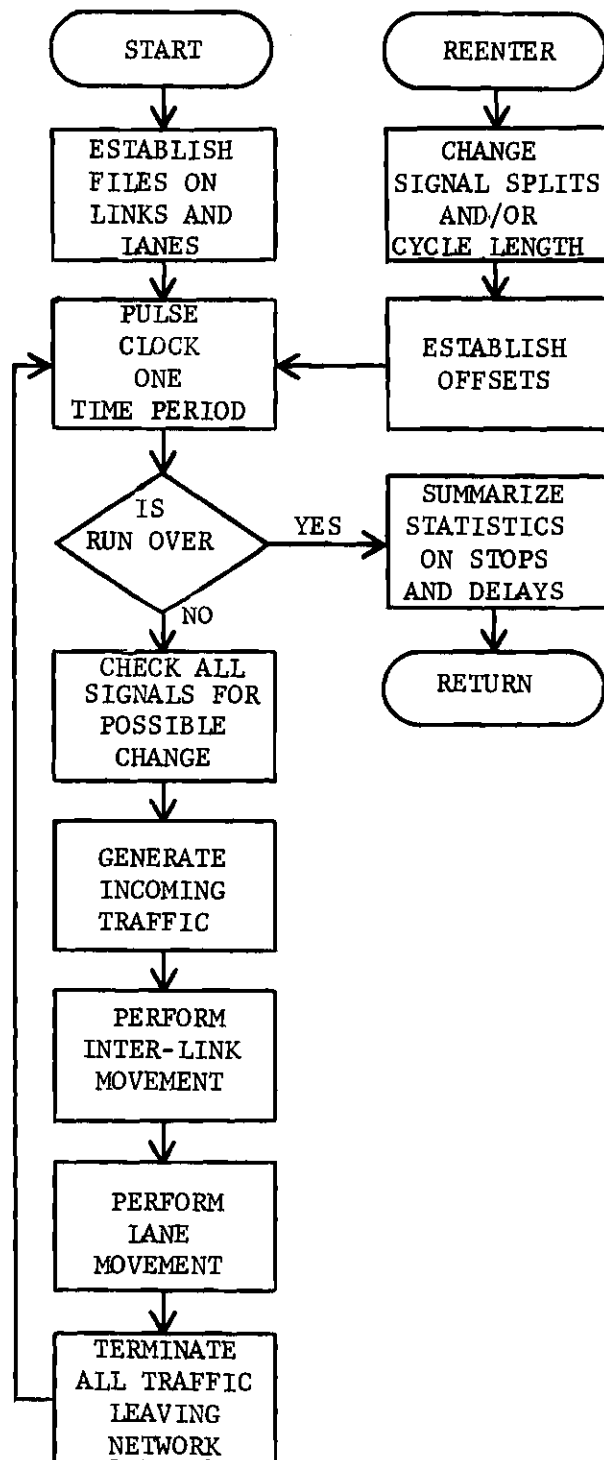 START
ESTABLISH
FILES ON
LINKS AND
LANES
PULSE
CLOCK
ONE
TIME PERIOD
IS
RUN OVER
YES
NO
CHECK ALL
SIGNALS FOR
POSSIBLE
CHANGE
GENERATE
INCOMING
TRAFFIC
PERFORM
INTER-LINK
MOVEMENT
PERFORM
LANE
MOVEMENT
TERMINATE
ALL TRAFFIC
LEAVING
NETWORK
REENTER
CHANGE
SIGNAL SPLITS
AND/OR
CYCLE LENGTH
ESTABLISH
OFFSETS
SUMMARIZE
STATISTICS
ON STOPS
AND DELAYS
RETURN